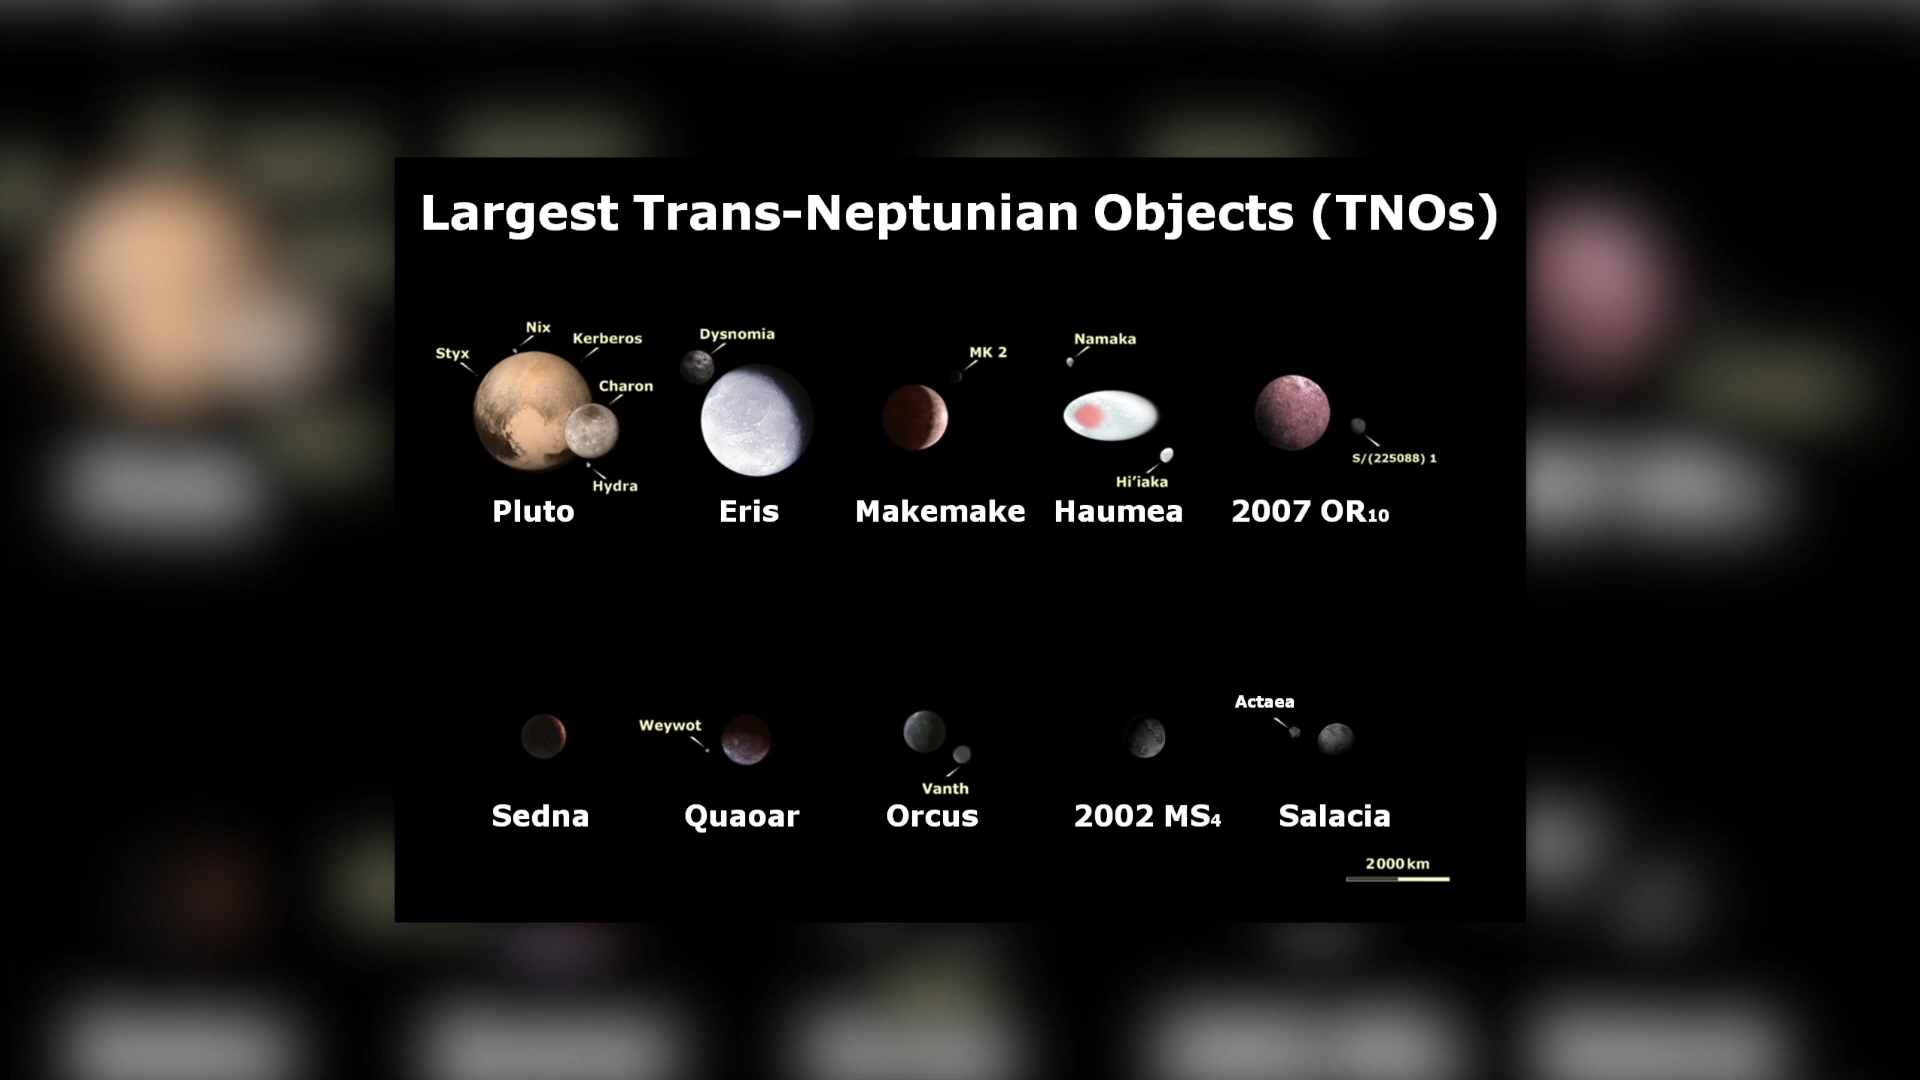 Largest Trans-Neptunian Objects (TNOs)
Nix
Kerberos
Styx
Charon
Hydra
Pluto
Dysnomia
Eris
MK 2
Makemake
Namaka
Hi'iaka
Haumea
S/(225088) 1
2007 OR₁₀
Sedna
Weywot
Quaoar
Vanth
Orcus
2002 MS₄
Actaea
Salacia
2000 km